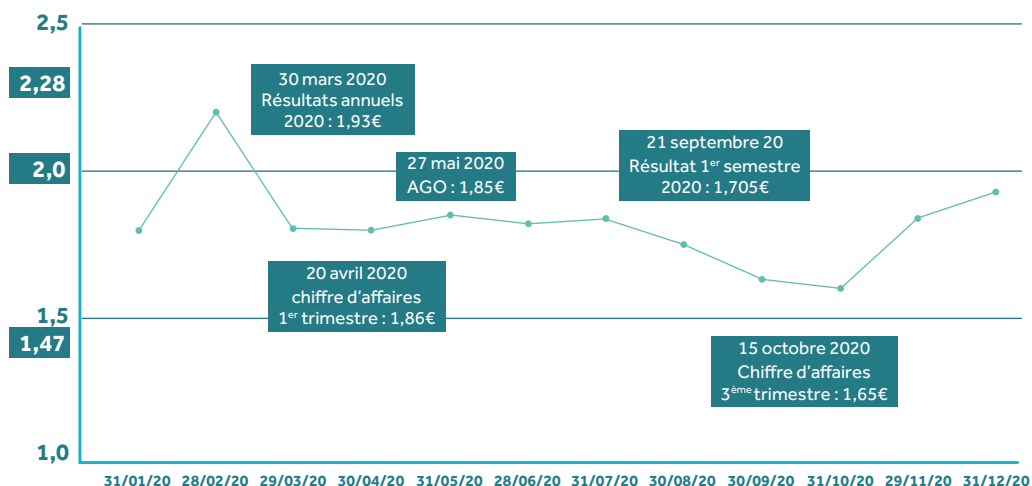 2,5
2,28
2,0
1,5
1,47
1,0
30 mars 2020
Résultats annuels
2020 : 1,93€
27 mai 2020
AGO : 1,85€
21 septembre 20
Résultat 1er semestre
2020 : 1,705€
20 avril 2020
chiffre d’affaires
1er trimestre : 1,86€
15 octobre 2020
Chiffre d’affaires
3ème trimestre : 1,65€
31/01/20 28/02/20 29/03/20 30/04/20 31/05/20 28/06/20 31/07/20 30/08/20 30/09/20 31/10/20 29/11/20 31/12/20